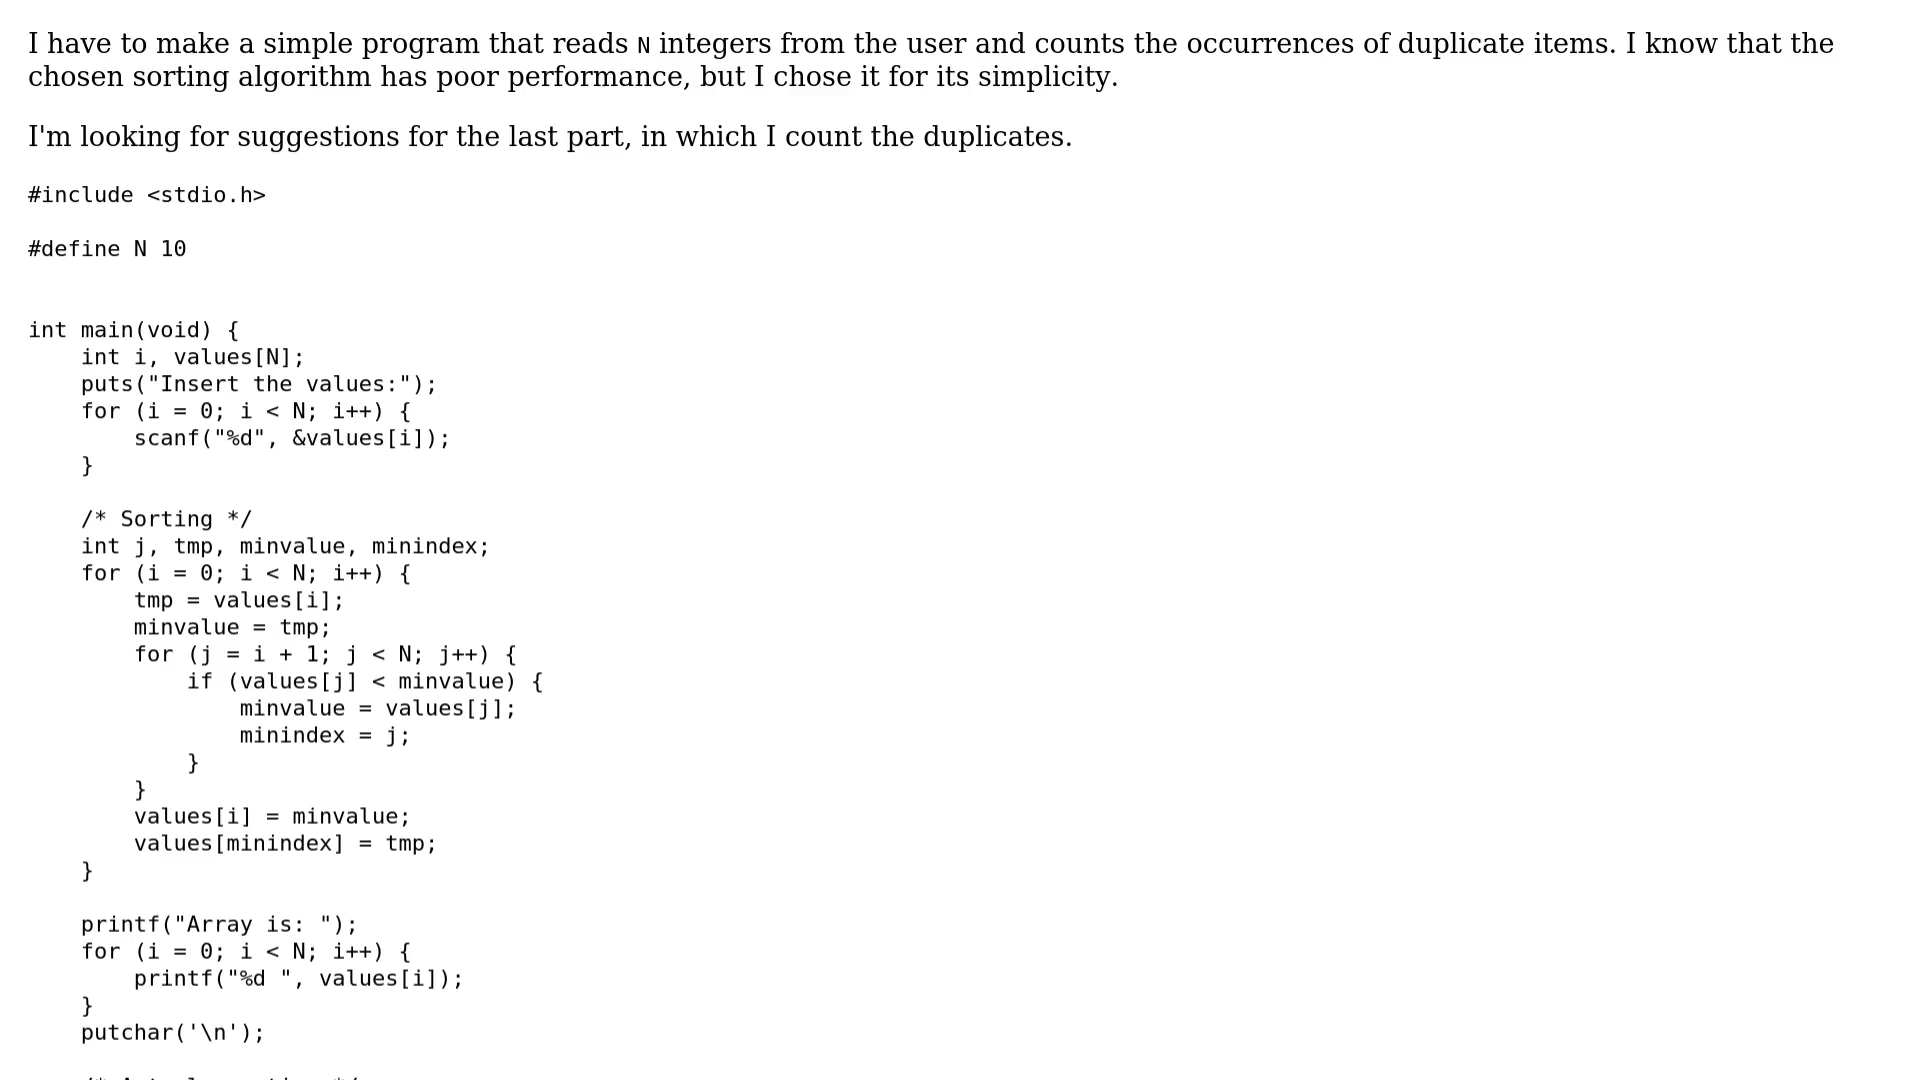 I have to make a simple program that reads N integers from the user and counts the occurrences of duplicate items. I know that the
chosen sorting algorithm has poor performance, but I chose it for its simplicity.
I'm looking for suggestions for the last part, in which I count the duplicates.
#include <stdio.h>
#define N 10
int main(void) {
    int i, values[N];
    puts("Insert the values:");
    for (i = 0; i < N; i++) {
        scanf("%d", &values[i]);
    }
    /* Sorting */
    int j, tmp, minvalue, minindex;
    for (i = 0; i < N; i++) {
        tmp = values[i];
        minvalue = tmp;
        for (j = i + 1; j < N; j++) {
            if (values[j] < minvalue) {
                minvalue = values[j];
                minindex = j;
            }
        }
        values[i] = minvalue;
        values[minindex] = tmp;
    }
    printf("Array is: ");
    for (i = 0; i < N; i++) {
        printf("%d ", values[i]);
    }
    putchar('\n');